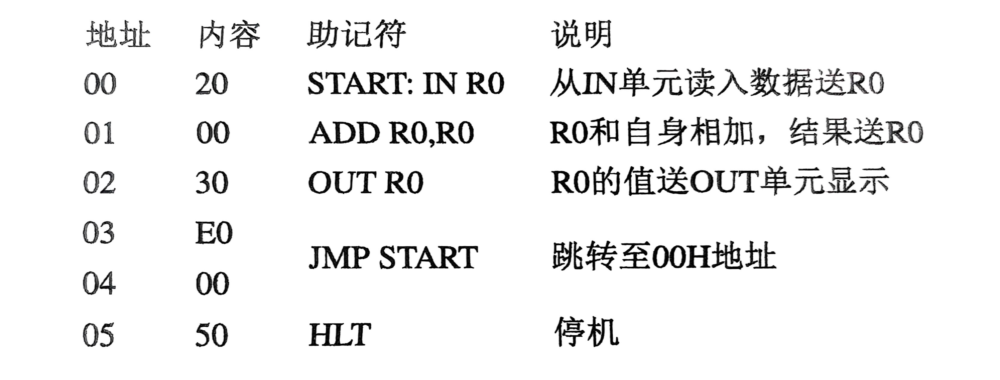 地址 内容 助记符 说明
00 20 START: IN R0 从IN单元读入数据送R0
01 00 ADD R0,R0 R0和自身相加，结果送R0
02 30 OUT R0 R0的值送OUT单元显示
03 E0
JMP START 跳转至00H地址
04 00
05 50 HLT 停机